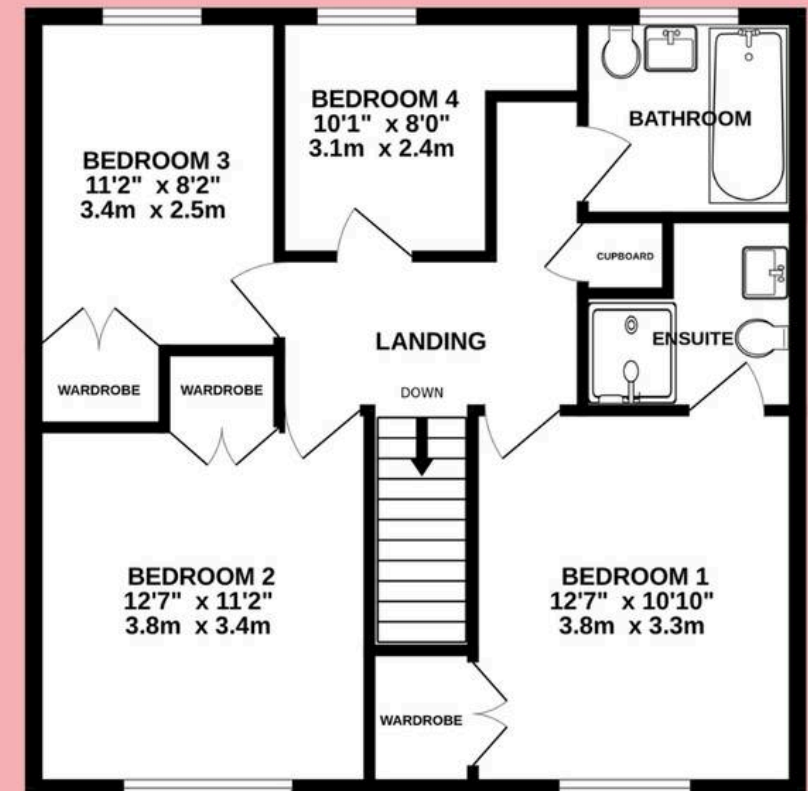 BEDROOM 3
11'2" x 8'2"
3.4m x 2.5m
BEDROOM 4
10'1" x 8'0"
3.1m x 2.4m
BATHROOM
CUPBOARD
ENSUITE
LANDING
DOWN
WARDROBE
WARDROBE
BEDROOM 2
12'7" x 11'2"
3.8m x 3.4m
BEDROOM 1
12'7" x 10'10"
3.8m x 3.3m
WARDROBE